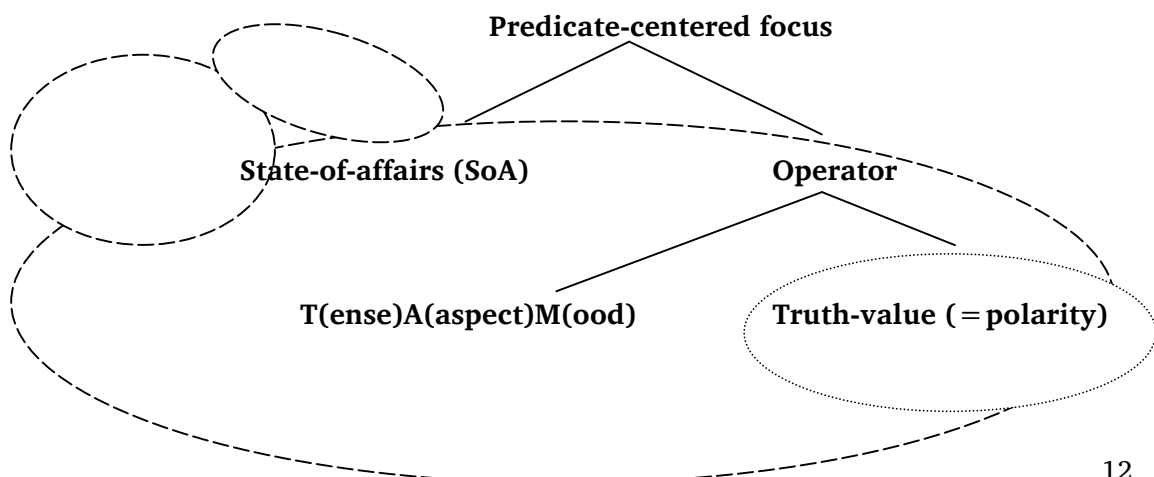 Predicate-centered focus
State-of-affairs (SoA) Operator
T(ense)A(aspect)M(ood) Truth-value (=polarity)
12